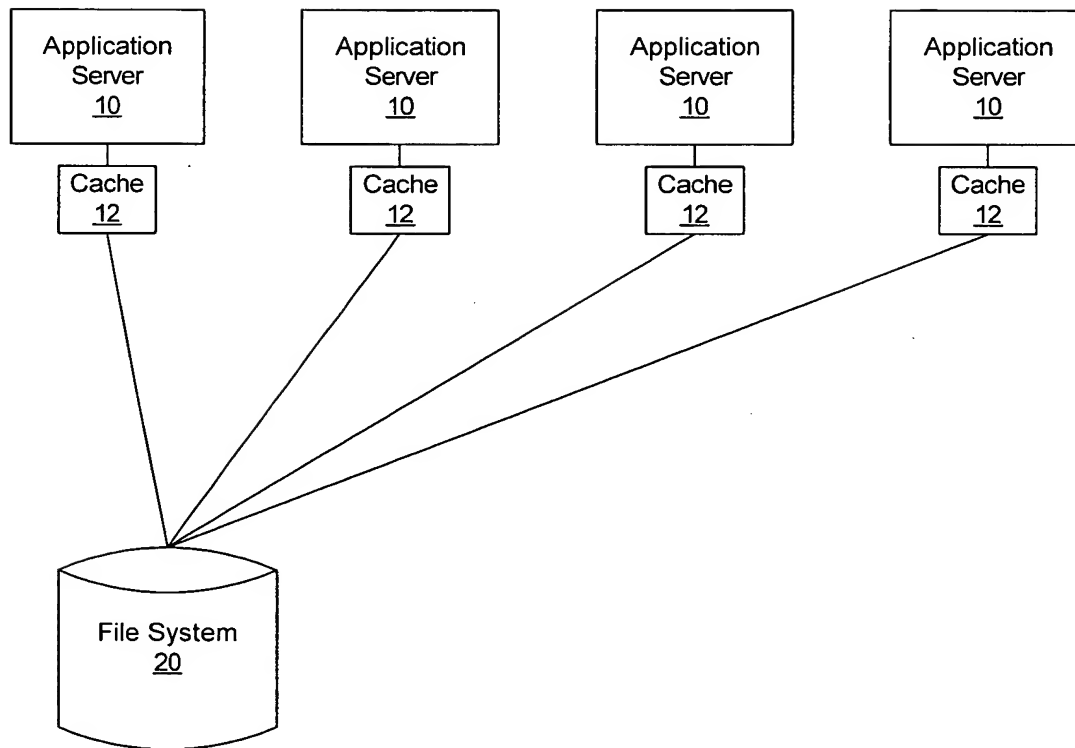 Application
Server
10
Application
Server
10
Application
Server
10
Application
Server
10
Cache
12
Cache
12
Cache
12
Cache
12
File System
20